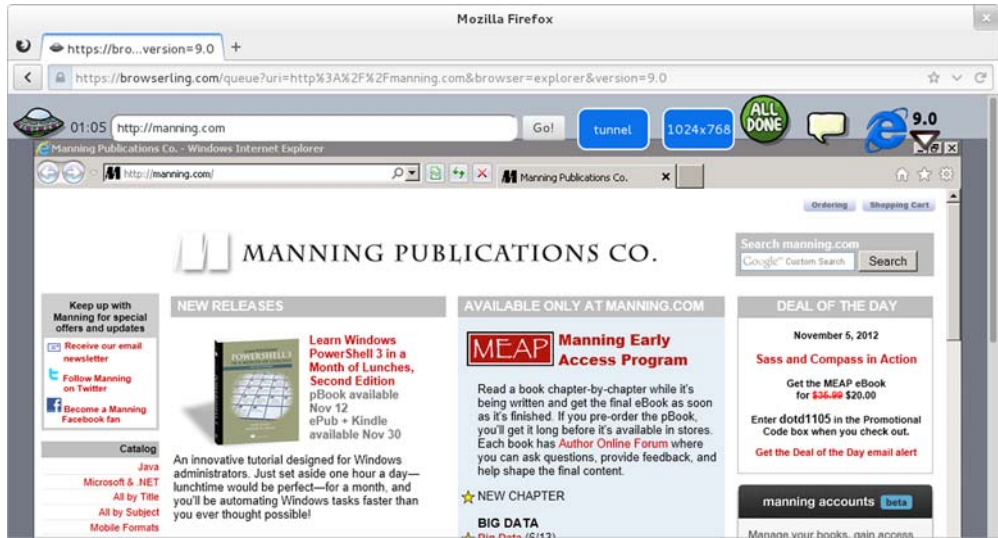 Mozilla Firefox
https://bro...version=9.0 +
https://browserling.com/queue?uri=http%3A%2F%2Fmanning.com&browser=explorer&version=9.0
01:05 http://manning.com Go! tunnel 1024x768 ALL DONE 9.0
Manning Publications Co. - Windows Internet Explorer
http://manning.com/ Manning Publications Co.
Ordering Shopping Cart
MANNING PUBLICATIONS CO.
Search manning.com
Google™ Custom Search Search
Keep up with
Manning for special
offers and updates
Receive our email
newsletter
Follow Manning
on Twitter
Become a Manning
Facebook fan
Catalog
Java
Microsoft & .NET
All by Title
All by Subject
Mobile Formats
NEW RELEASES
POWERSHELL 3
Learn Windows
PowerShell 3 in a
Month of Lunches,
Second Edition
pBook available
Nov 12
ePub + Kindle
available Nov 30
An innovative tutorial designed for Windows
administrators. Just set aside one hour a day—
lunchtime would be perfect—for a month, and
you'll be automating Windows tasks faster than
you ever thought possible!
AVAILABLE ONLY AT MANNING.COM
MEAP
Manning Early
Access Program
Read a book chapter-by-chapter while it's
being written and get the final eBook as soon
as it's finished. If you pre-order the pBook,
you'll get it long before it's available in stores.
Each book has Author Online Forum where
you can ask questions, provide feedback, and
help shape the final content.
NEW CHAPTER
BIG DATA
Big Data (6/13)
DEAL OF THE DAY
November 5, 2012
Sass and Compass in Action
Get the MEAP eBook
for $35.99 $20.00
Enter dotd1105 in the Promotional
Code box when you check out.
Get the Deal of the Day email alert
manning accounts beta
Manage your books, gain access